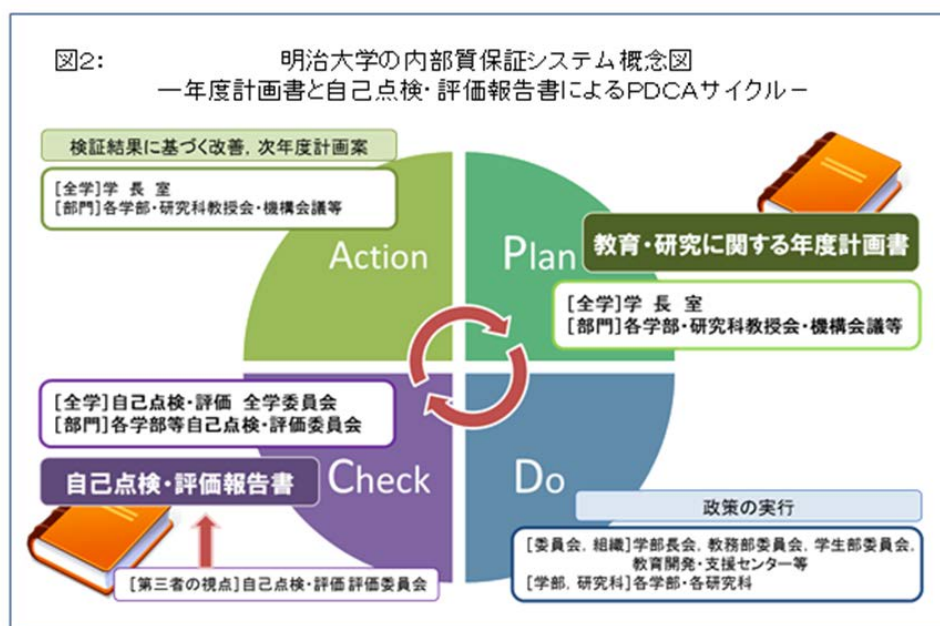 図2: 明治大学の内部質保証システム概念図
―年度計画書と自己点検・評価報告書によるPDCAサイクル－
検証結果に基づく改善，次年度計画案
[全学]学 長 室
[部門]各学部・研究科教授会・機構会議等
Action
Plan
教育・研究に関する年度計画書
[全学]学 長 室
[部門]各学部・研究科教授会・機構会議等
[全学]自己点検・評価 全学委員会
[部門]各学部等自己点検・評価委員会
自己点検・評価報告書
Check
[第三者の視点]自己点検・評価 評価委員会
Do
政策の実行
[委員会，組織]学部長会，教務部委員会，学生部委員会，
教育開発・支援センター等
[学部，研究科]各学部・各研究科